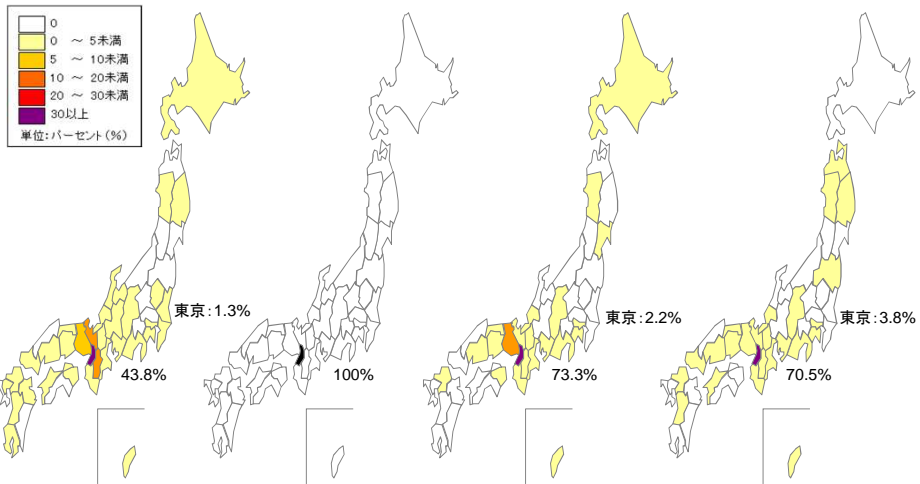 0
0 ～ 5未満
5 ～ 10未満
10 ～ 20未満
20 ～ 30未満
30以上
単位:パーセント(%)
東京:1.3%
43.8%
100%
東京:2.2%
73.3%
東京:3.8%
70.5%